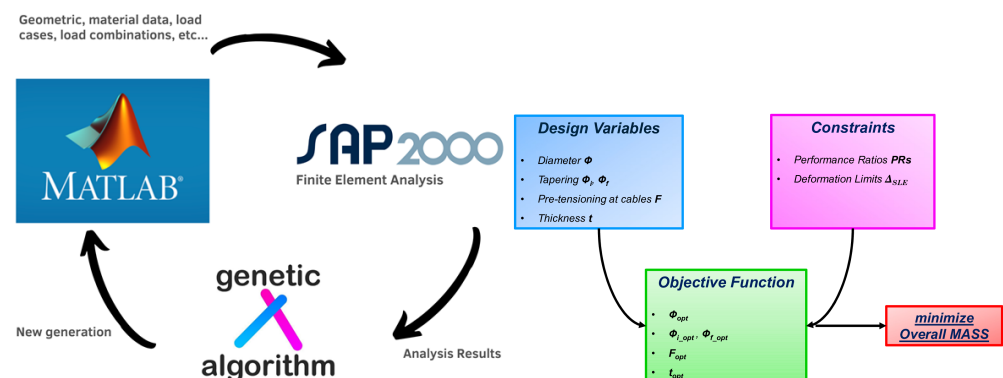 Geometric, material data, load
cases, load combinations, etc...
MATLAB®
SAP2000
Finite Element Analysis
genetic
algorithm
New generation
Analysis Results
Design Variables
• Diameter Φ
• Tapering Φi, Φf
• Pre-tensioning at cables F
• Thickness t
Constraints
• Performance Ratios PRs
• Deformation Limits ΔSLE
Objective Function
• Φopt
• Φi_opt, Φf_opt
• Fopt
• topt
minimize
Overall MASS